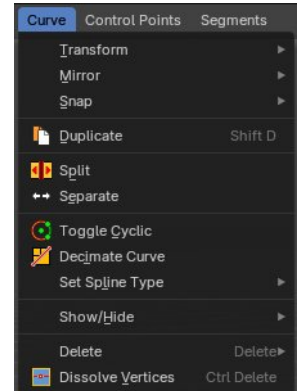 Curve Control Points Segments
Transform
Mirror
Snap
Duplicate Shift D
Split
Separate
Toggle Cyclic
Decimate Curve
Set Spline Type
Show/Hide
Delete Delete
Dissolve Vertices Ctrl Delete